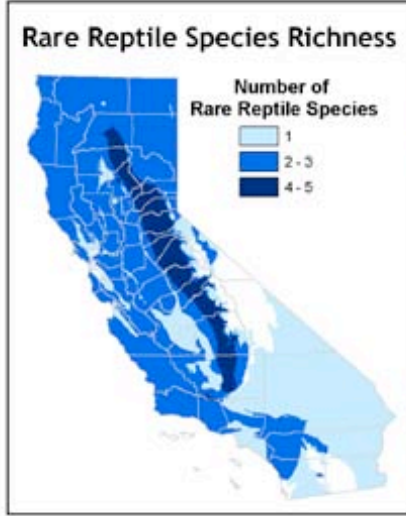 Rare Reptile Species Richness
Number of
Rare Reptile Species
1
2 - 3
4 - 5